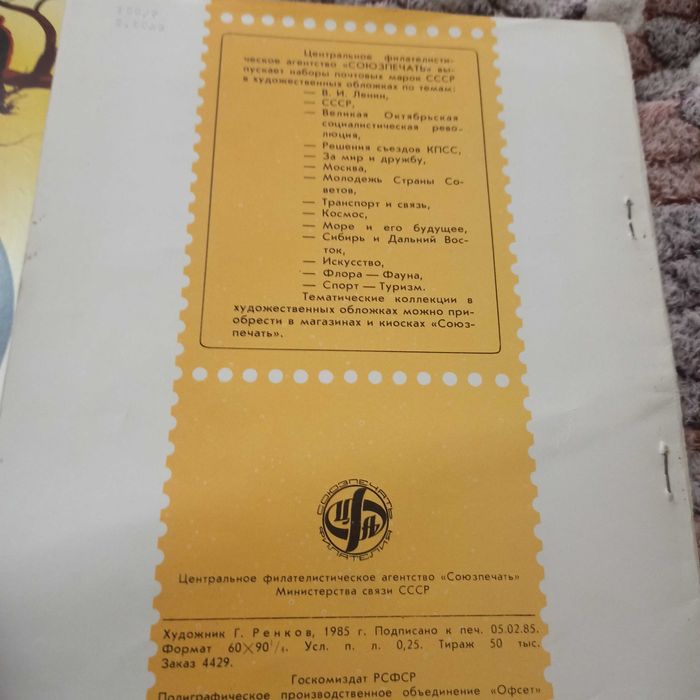 Центральное филателисти-
ческое агентство «СОЮЗПЕЧАТЬ» вы-
пускает наборы почтовых марок СССР
в художественных обложках по темам:
— В. И. Ленин,
— СССР,
— Великая Октябрьская
социалистическая рево-
люция,
— Решения съездов КПСС,
— За мир и дружбу,
— Москва,
— Молодежь Страны Со-
ветов,
— Транспорт и связь,
— Космос,
— Море и его будущее,
— Сибирь и Дальний Вос-
ток,
— Искусство,
— Флора — Фауна,
— Спорт — Туризм.
Тематические коллекции в
художественных обложках можно при-
обрести в магазинах и киосках «Союз-
печать».
СОЮЗПЕЧАТЬ
ЦФА
ФИЛАТЕЛИЯ
Центральное филателистическое агентство «Союзпечать»
Министерства связи СССР
Художник Г. Ренков, 1985 г. Подписано к печ. 05.02.85.
Формат 60×90¹/₈. Усл. п. л. 0,25. Тираж 50 тыс.
Заказ 4429.
Госкомиздат РСФСР
Полиграфическое производственное объединение «Офсет»